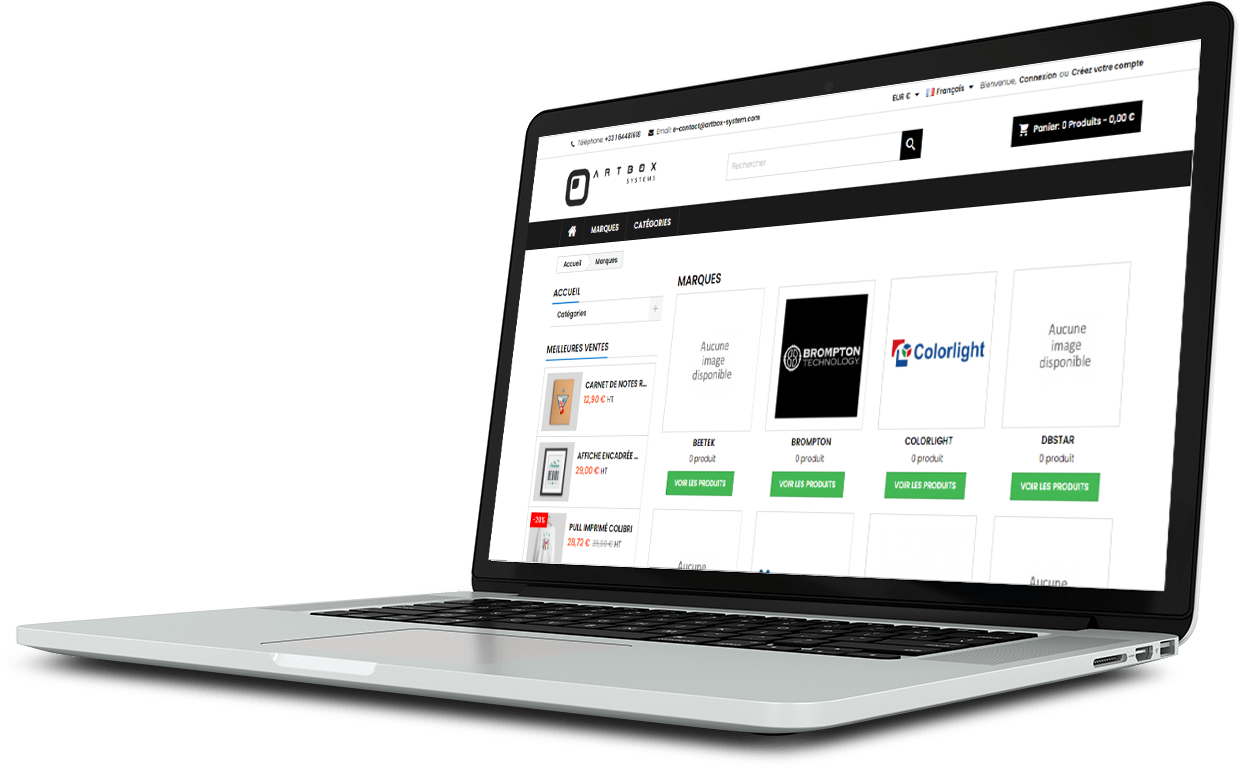 Téléphone: +33 1 64481618 Email: e-contact@artbox-system.com
EUR € Français Bienvenue, Connexion ou Créez votre compte
ARTBOX
SYSTEMS
Rechercher
Panier: 0 Produits - 0,00 €
MARQUES CATÉGORIES
Accueil Marques
ACCUEIL
Catégories +
MEILLEURES VENTES
CARNET DE NOTES R...
12,90 € HT
AFFICHE ENCADRÉE ...
29,00 € HT
-20%
PULL IMPRIMÉ COLIBRI
28,72 € 35,90 € HT
MARQUES
Aucune
image
disponible
BEETEK
0 produit
VOIR LES PRODUITS
BROMPTON
TECHNOLOGY
BROMPTON
0 produit
VOIR LES PRODUITS
Colorlight
COLORLIGHT
0 produit
VOIR LES PRODUITS
Aucune
image
disponible
DBSTAR
0 produit
VOIR LES PRODUITS
Aucune
Aucune